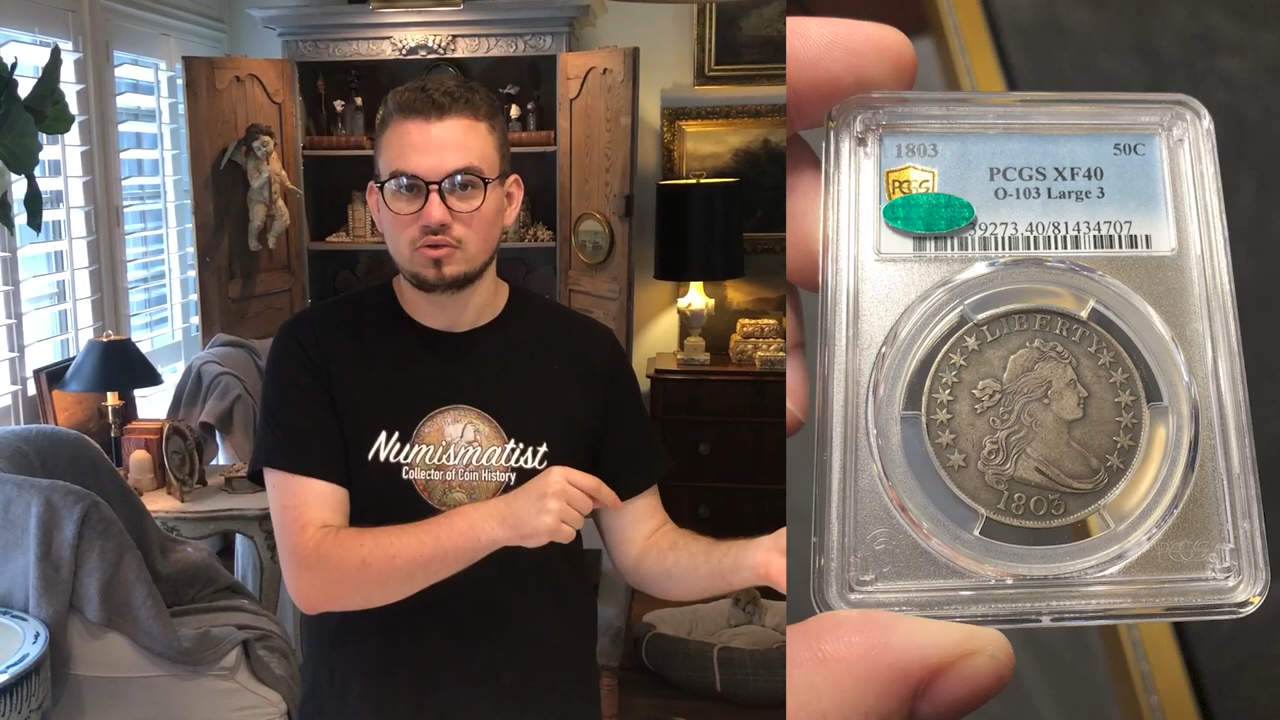 Numismatist
Collector of Coin History
1803
50C
PCGS XF40
O-103 Large 3
PCGS
39273.40/81434707
LIBERTY
1803